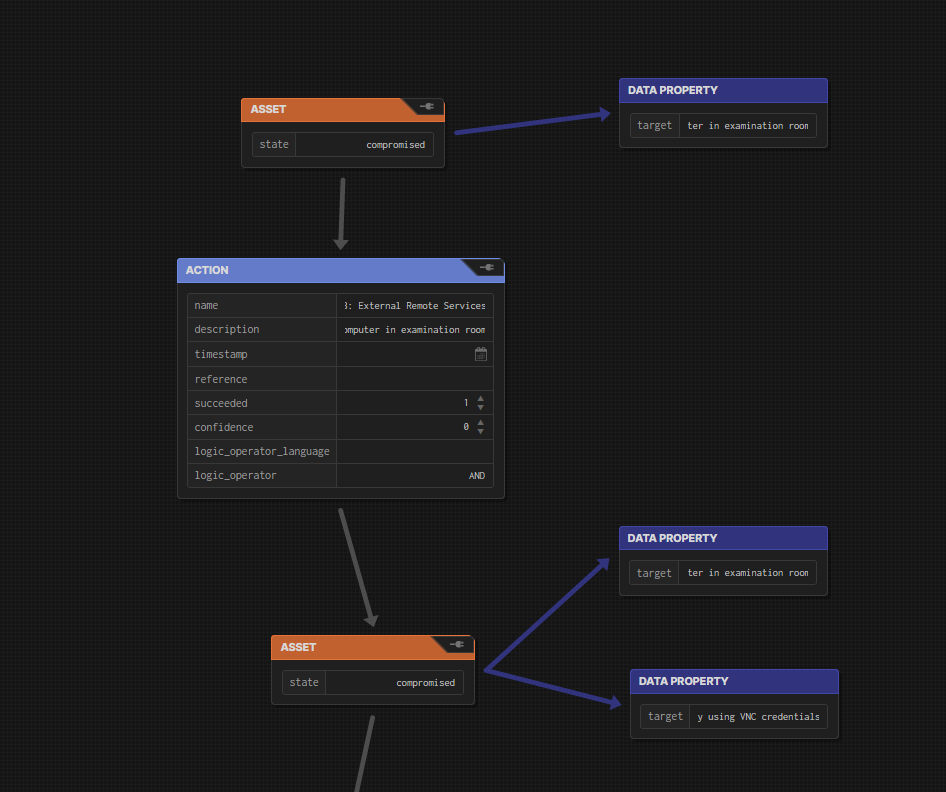 ASSET
state compromised
DATA PROPERTY
target ter in examination room
ACTION
name : External Remote Services
description omputer in examination room
timestamp
reference
succeeded 1
confidence 0
logic_operator_language
logic_operator AND
DATA PROPERTY
target ter in examination room
ASSET
state compromised
DATA PROPERTY
target y using VNC credentials